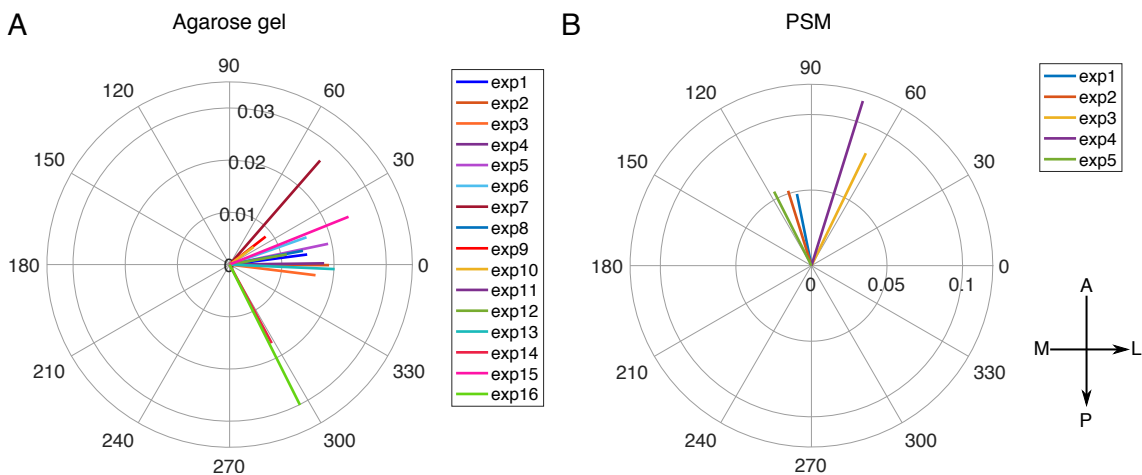 A
Agarose gel
90
60
30
0
330
300
270
240
210
180
150
120
0
0.01
0.02
0.03
exp1
exp2
exp3
exp4
exp5
exp6
exp7
exp8
exp9
exp10
exp11
exp12
exp13
exp14
exp15
exp16
B
PSM
90
60
30
0
330
300
270
240
210
180
150
120
0
0.05
0.1
exp1
exp2
exp3
exp4
exp5
A
M
L
P